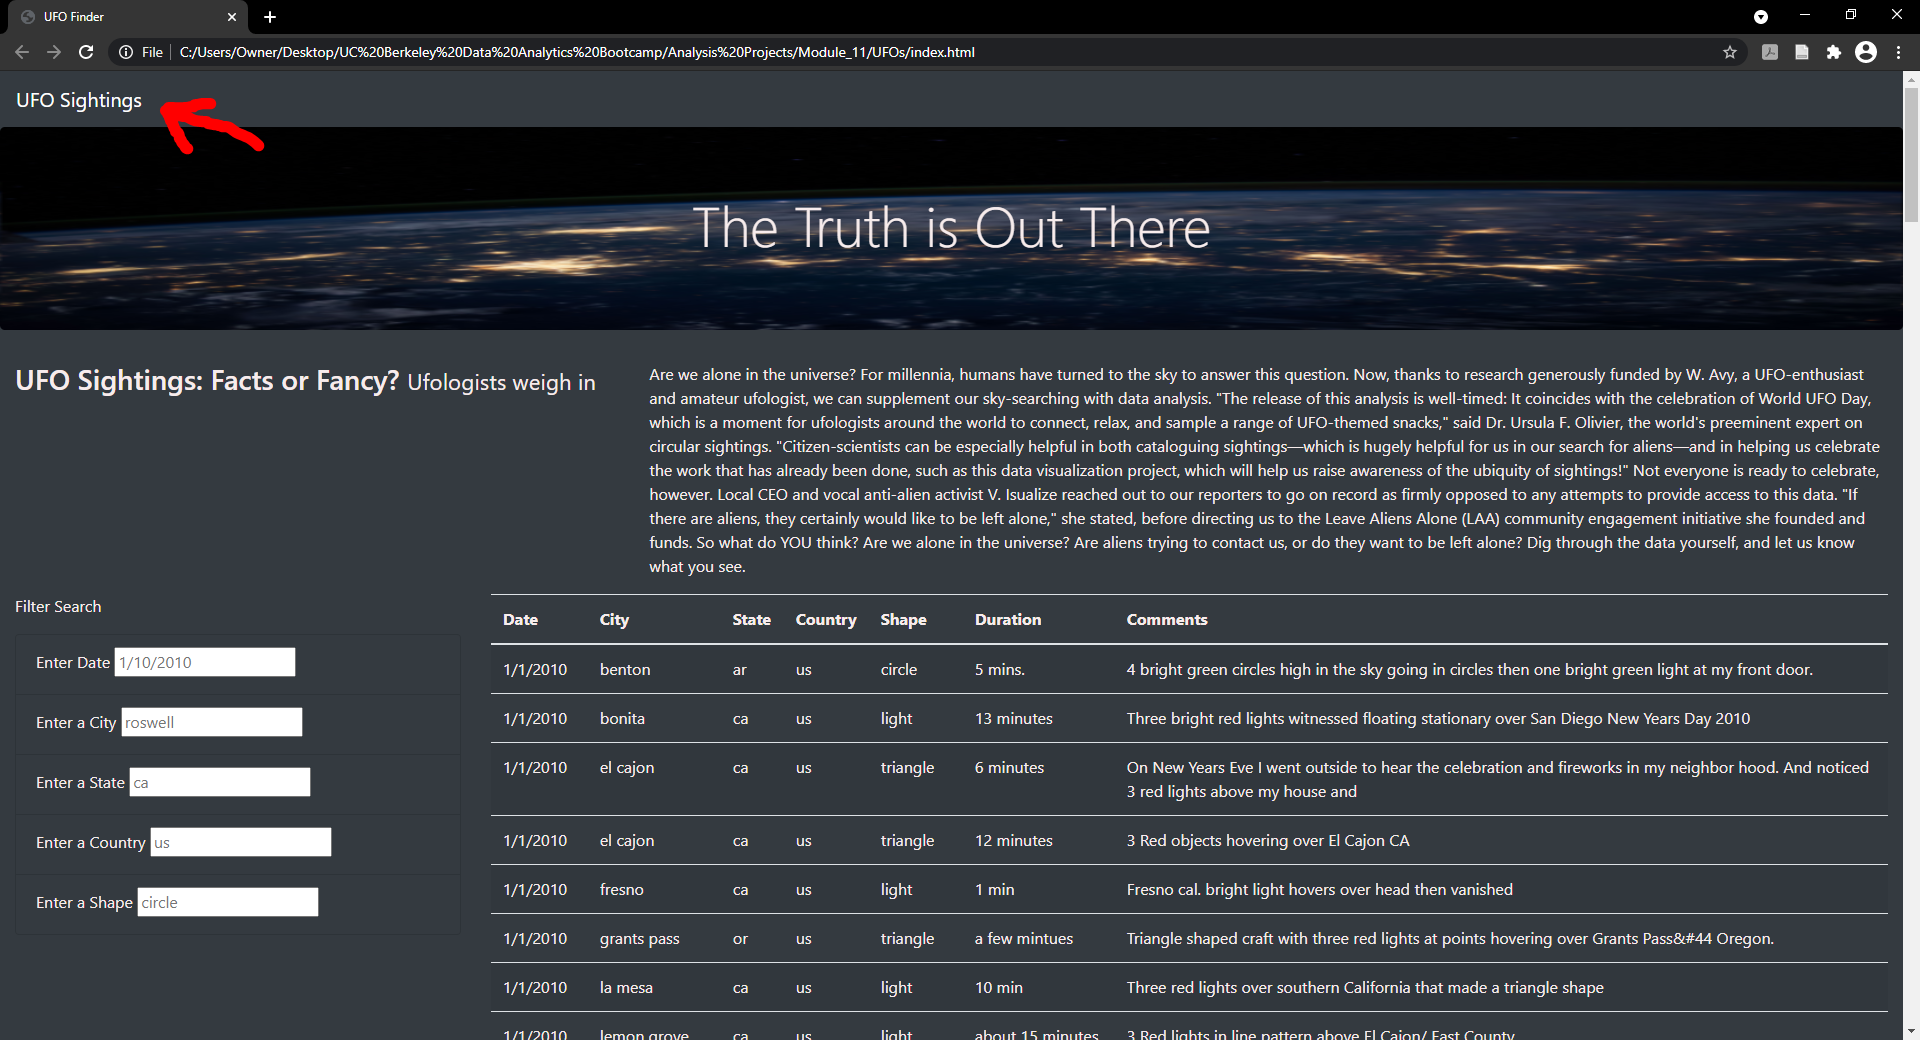 UFO Finder
File C:/Users/Owner/Desktop/UC%20Berkeley%20Data%20Analytics%20Bootcamp/Analysis%20Projects/Module_11/UFOs/index.html
UFO Sightings
The Truth is Out There
UFO Sightings: Facts or Fancy? Ufologists weigh in
Are we alone in the universe? For millennia, humans have turned to the sky to answer this question. Now, thanks to research generously funded by W. Avy, a UFO-enthusiast
and amateur ufologist, we can supplement our sky-searching with data analysis. "The release of this analysis is well-timed: It coincides with the celebration of World UFO Day,
which is a moment for ufologists around the world to connect, relax, and sample a range of UFO-themed snacks," said Dr. Ursula F. Olivier, the world's preeminent expert on
circular sightings. "Citizen-scientists can be especially helpful in both cataloguing sightings—which is hugely helpful for us in our search for aliens—and in helping us celebrate
the work that has already been done, such as this data visualization project, which will help us raise awareness of the ubiquity of sightings!" Not everyone is ready to celebrate,
however. Local CEO and vocal anti-alien activist V. Isualize reached out to our reporters to go on record as firmly opposed to any attempts to provide access to this data. "If
there are aliens, they certainly would like to be left alone," she stated, before directing us to the Leave Aliens Alone (LAA) community engagement initiative she founded and
funds. So what do YOU think? Are we alone in the universe? Are aliens trying to contact us, or do they want to be left alone? Dig through the data yourself, and let us know
what you see.
Filter Search
Enter Date 1/10/2010
Enter a City roswell
Enter a State ca
Enter a Country us
Enter a Shape circle
Date City State Country Shape Duration Comments
1/1/2010 benton ar us circle 5 mins. 4 bright green circles high in the sky going in circles then one bright green light at my front door.
1/1/2010 bonita ca us light 13 minutes Three bright red lights witnessed floating stationary over San Diego New Years Day 2010
1/1/2010 el cajon ca us triangle 6 minutes On New Years Eve I went outside to hear the celebration and fireworks in my neighbor hood. And noticed
3 red lights above my house and
1/1/2010 el cajon ca us triangle 12 minutes 3 Red objects hovering over El Cajon CA
1/1/2010 fresno ca us light 1 min Fresno cal. bright light hovers over head then vanished
1/1/2010 grants pass or us triangle a few mintues Triangle shaped craft with three red lights at points hovering over Grants Pass&#44 Oregon.
1/1/2010 la mesa ca us light 10 min Three red lights over southern California that made a triangle shape
1/1/2010 lemon grove ca us light about 15 minutes 3 Red lights in line pattern above El Cajon/ East County